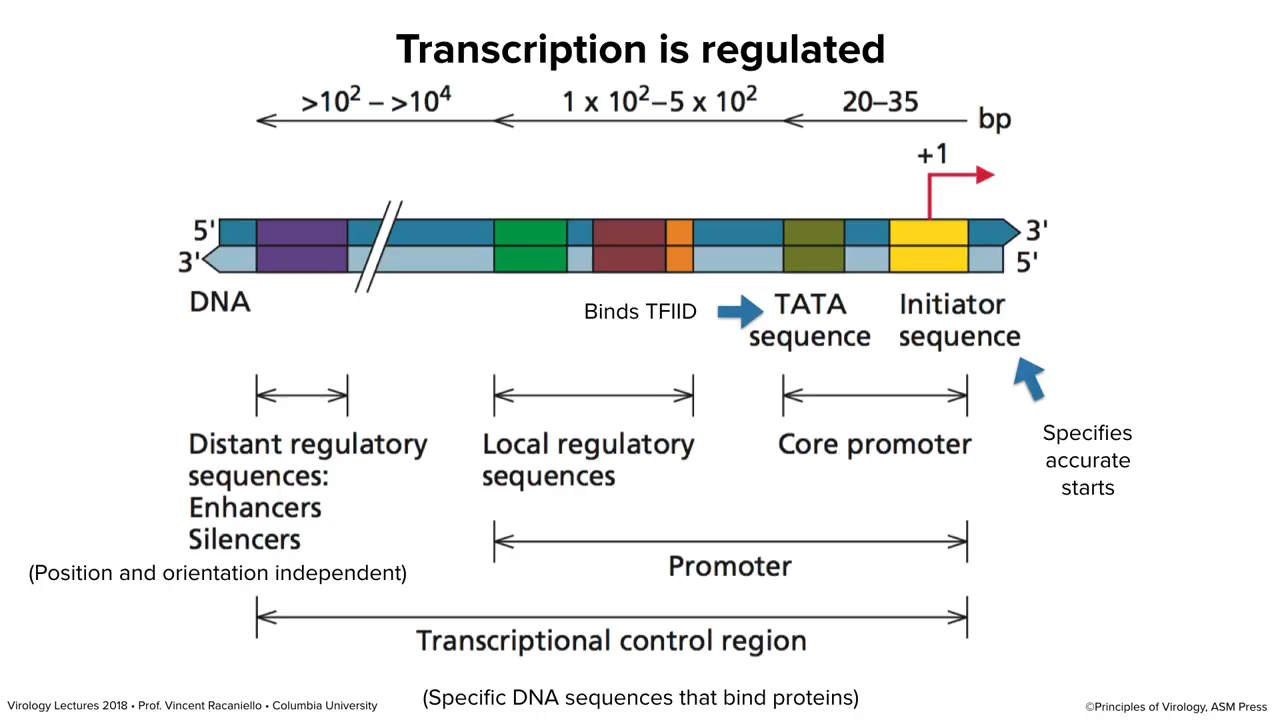 Transcription is regulated
>10² – >10⁴
1 x 10²–5 x 10²
20–35
bp
+1
5'
3'
3'
5'
DNA
Binds TFIID
TATA
sequence
Initiator
sequence
Specifies
accurate
starts
Distant regulatory
sequences:
Enhancers
Silencers
(Position and orientation independent)
Local regulatory
sequences
Core promoter
Promoter
Transcriptional control region
(Specific DNA sequences that bind proteins)
Virology Lectures 2018 • Prof. Vincent Racaniello • Columbia University
©Principles of Virology, ASM Press